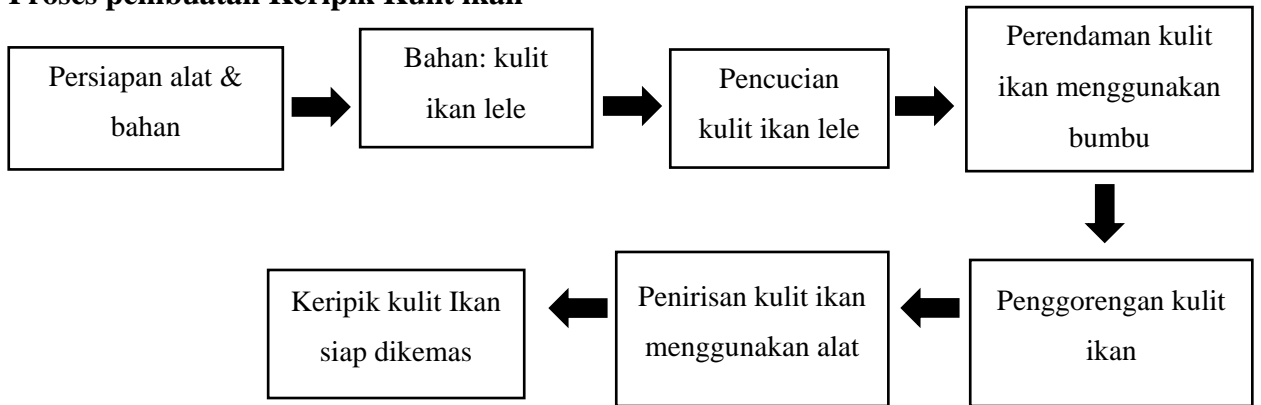 Proses pembuatan Keripik Kulit ikan
Persiapan alat &
bahan
Bahan: kulit
ikan lele
Pencucian
kulit ikan lele
Perendaman kulit
ikan menggunakan
bumbu
Penggorengan kulit
ikan
Penirisan kulit ikan
menggunakan alat
Keripik kulit Ikan
siap dikemas